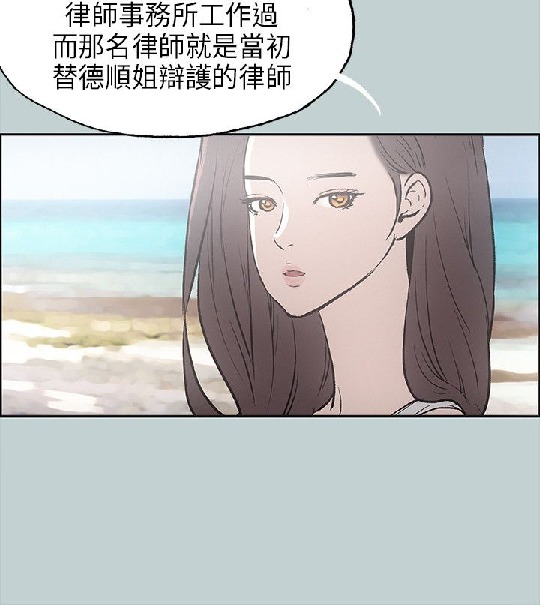 律師事務所工作過
而那名律師就是當初
替德順姐辯護的律師